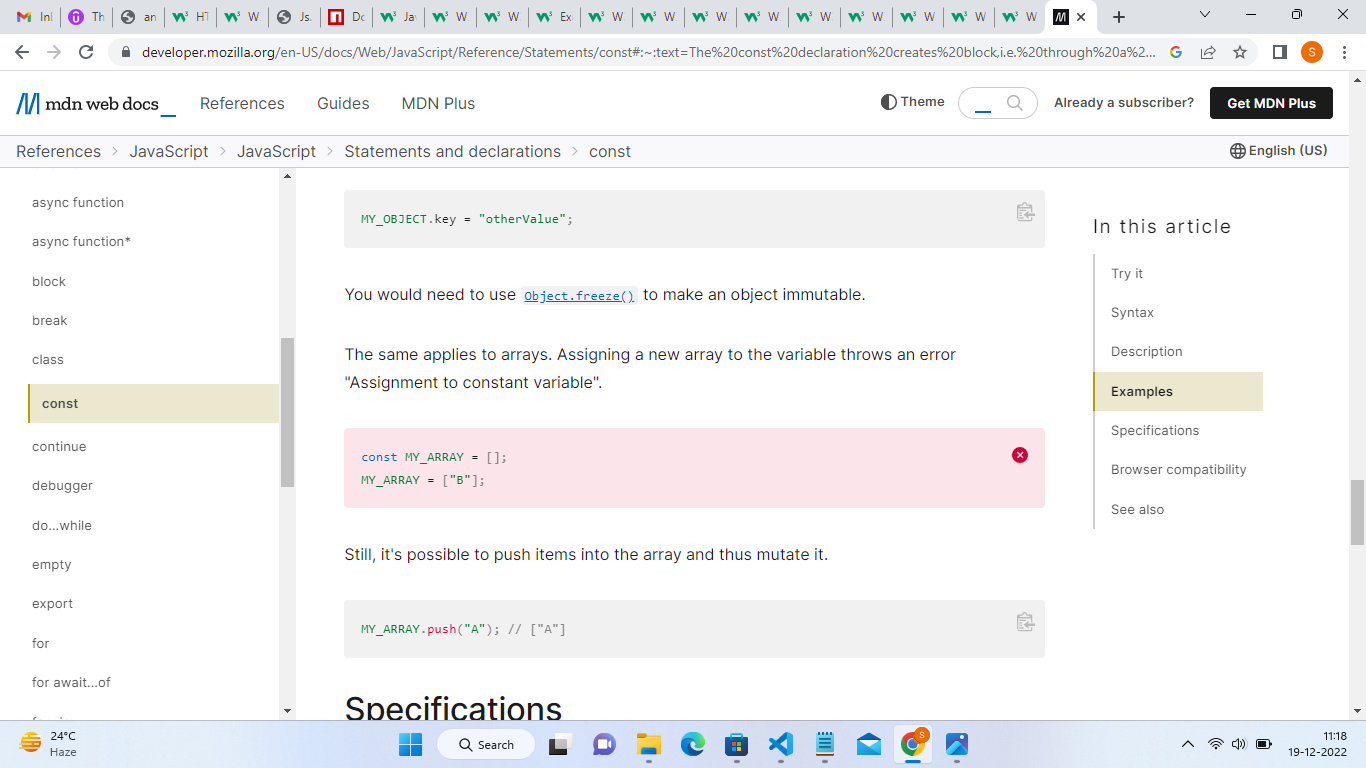 Inl
Th
an
HT
W
Js.
Do
Jav
W
W
Ex
W
W
W
W
W
W
W
W
W
developer.mozilla.org/en-US/docs/Web/JavaScript/Reference/Statements/const#:~:text=The%20const%20declaration%20creates%20block,i.e.%20through%20a%2...
S
mdn web docs_
References
Guides
MDN Plus
Theme
Already a subscriber?
Get MDN Plus
References > JavaScript > JavaScript > Statements and declarations > const
English (US)
async function
async function*
block
break
class
const
continue
debugger
do...while
empty
export
for
for await...of
MY_OBJECT.key = "otherValue";
You would need to use Object.freeze() to make an object immutable.
The same applies to arrays. Assigning a new array to the variable throws an error
"Assignment to constant variable".
const MY_ARRAY = [];
MY_ARRAY = ["B"];
Still, it's possible to push items into the array and thus mutate it.
MY_ARRAY.push("A"); // ["A"]
Specifications
In this article
Try it
Syntax
Description
Examples
Specifications
Browser compatibility
See also
24°C
Haze
Search
S
11:18
19-12-2022